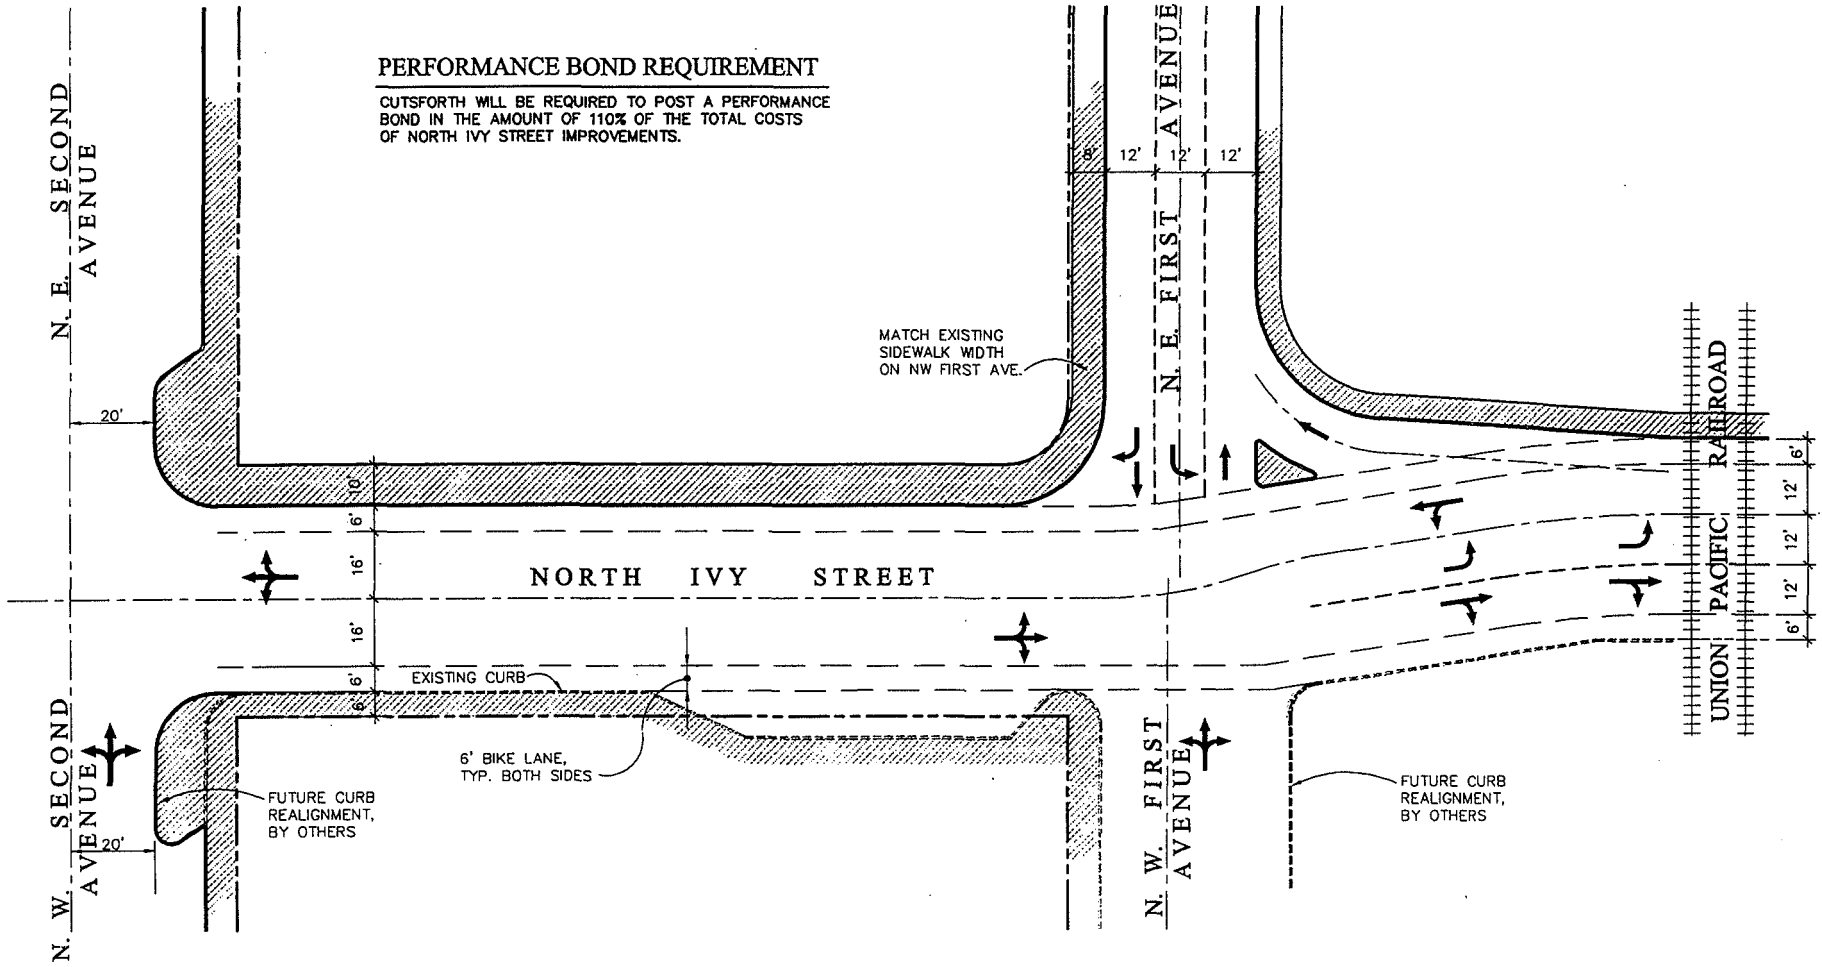 PERFORMANCE BOND REQUIREMENT
CUTSFORTH WILL BE REQUIRED TO POST A PERFORMANCE
BOND IN THE AMOUNT OF 110% OF THE TOTAL COSTS
OF NORTH IVY STREET IMPROVEMENTS.
N. E. SECOND
AVENUE
N. E. FIRST AVENUE
8'
12'
12'
12'
MATCH EXISTING
SIDEWALK WIDTH
ON NW FIRST AVE.
20'
10'
6'
16'
16'
6'
6'
NORTH IVY STREET
6'
12'
12'
12'
6'
UNION PACIFIC RAILROAD
EXISTING CURB
6' BIKE LANE,
TYP. BOTH SIDES
N. W. SECOND
AVENUE
20'
FUTURE CURB
REALIGNMENT,
BY OTHERS
N. W. FIRST
AVENUE
FUTURE CURB
REALIGNMENT,
BY OTHERS